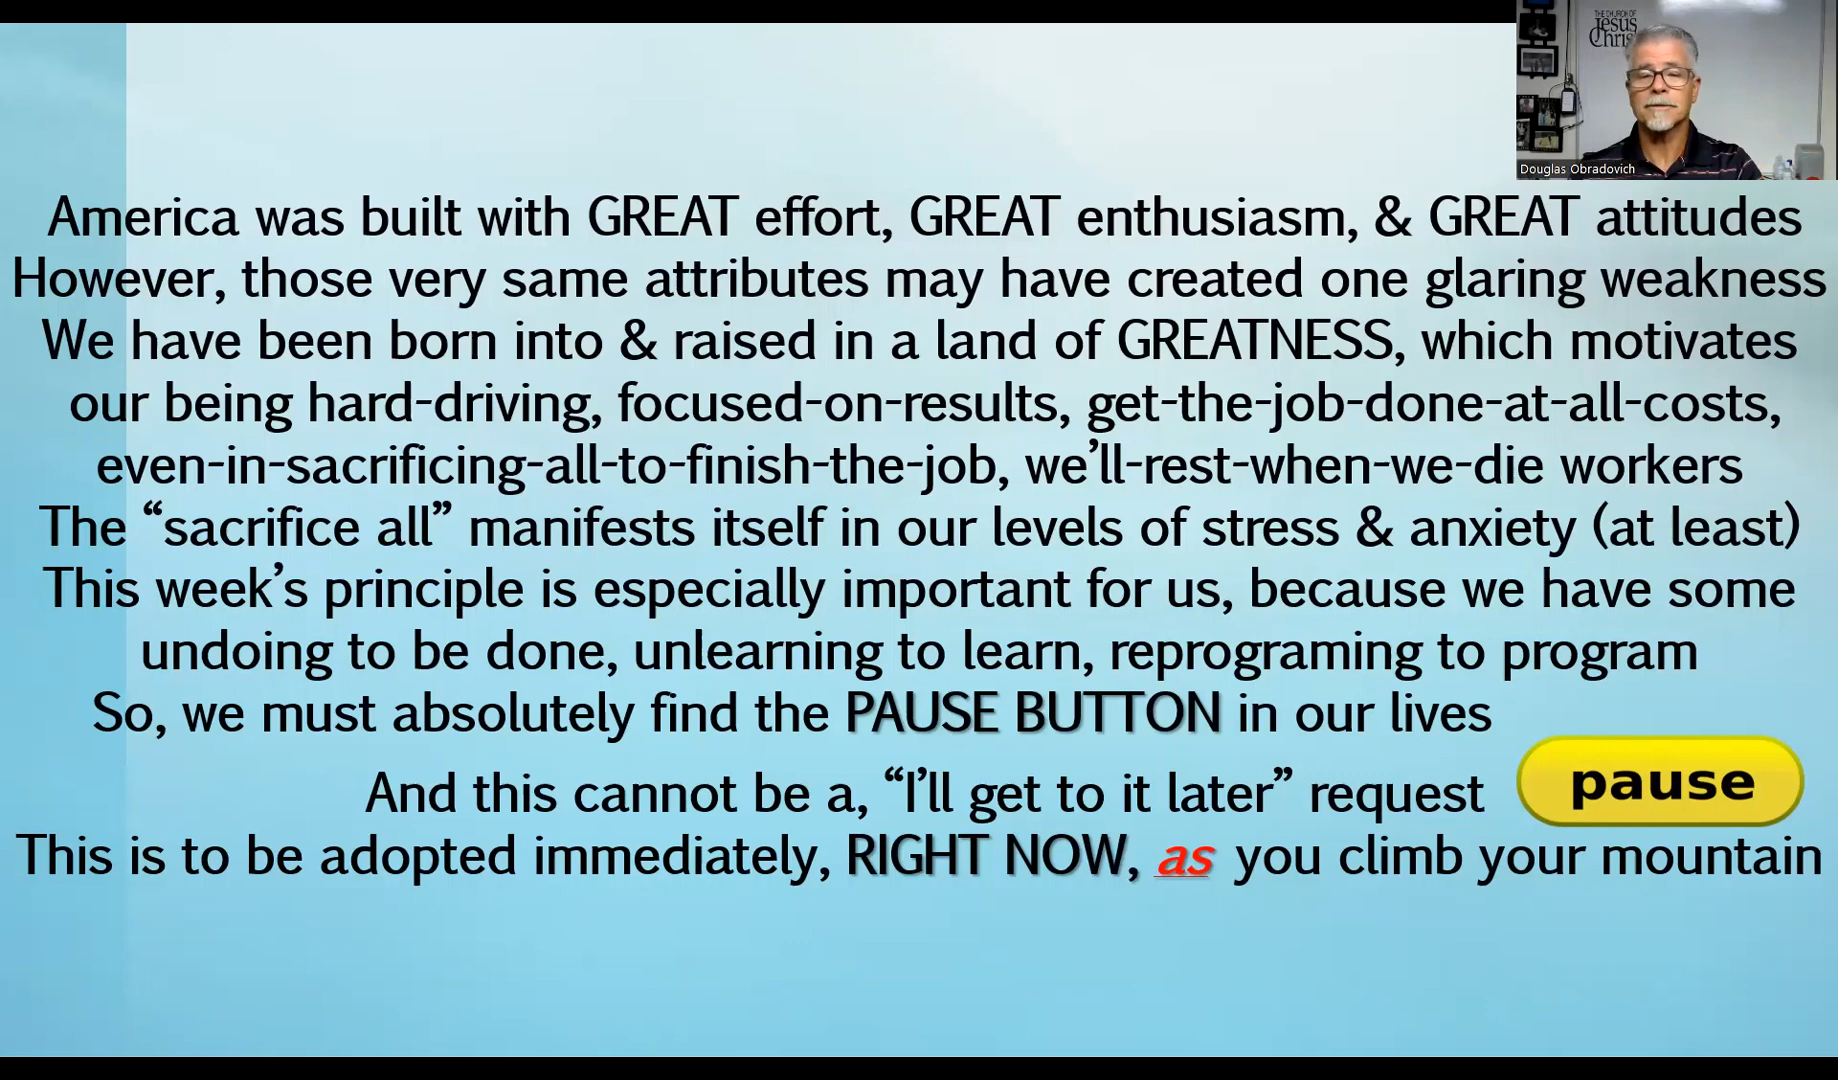 THE CHURCH OF
Jesus
Chris
Douglas Obradovich
America was built with GREAT effort, GREAT enthusiasm, & GREAT attitudes
However, those very same attributes may have created one glaring weakness
We have been born into & raised in a land of GREATNESS, which motivates
our being hard-driving, focused-on-results, get-the-job-done-at-all-costs,
even-in-sacrificing-all-to-finish-the-job, we’ll-rest-when-we-die workers
The “sacrifice all” manifests itself in our levels of stress & anxiety (at least)
This week’s principle is especially important for us, because we have some
undoing to be done, unlearning to learn, reprograming to program
So, we must absolutely find the PAUSE BUTTON in our lives
And this cannot be a, “I’ll get to it later” request
pause
This is to be adopted immediately, RIGHT NOW, as you climb your mountain